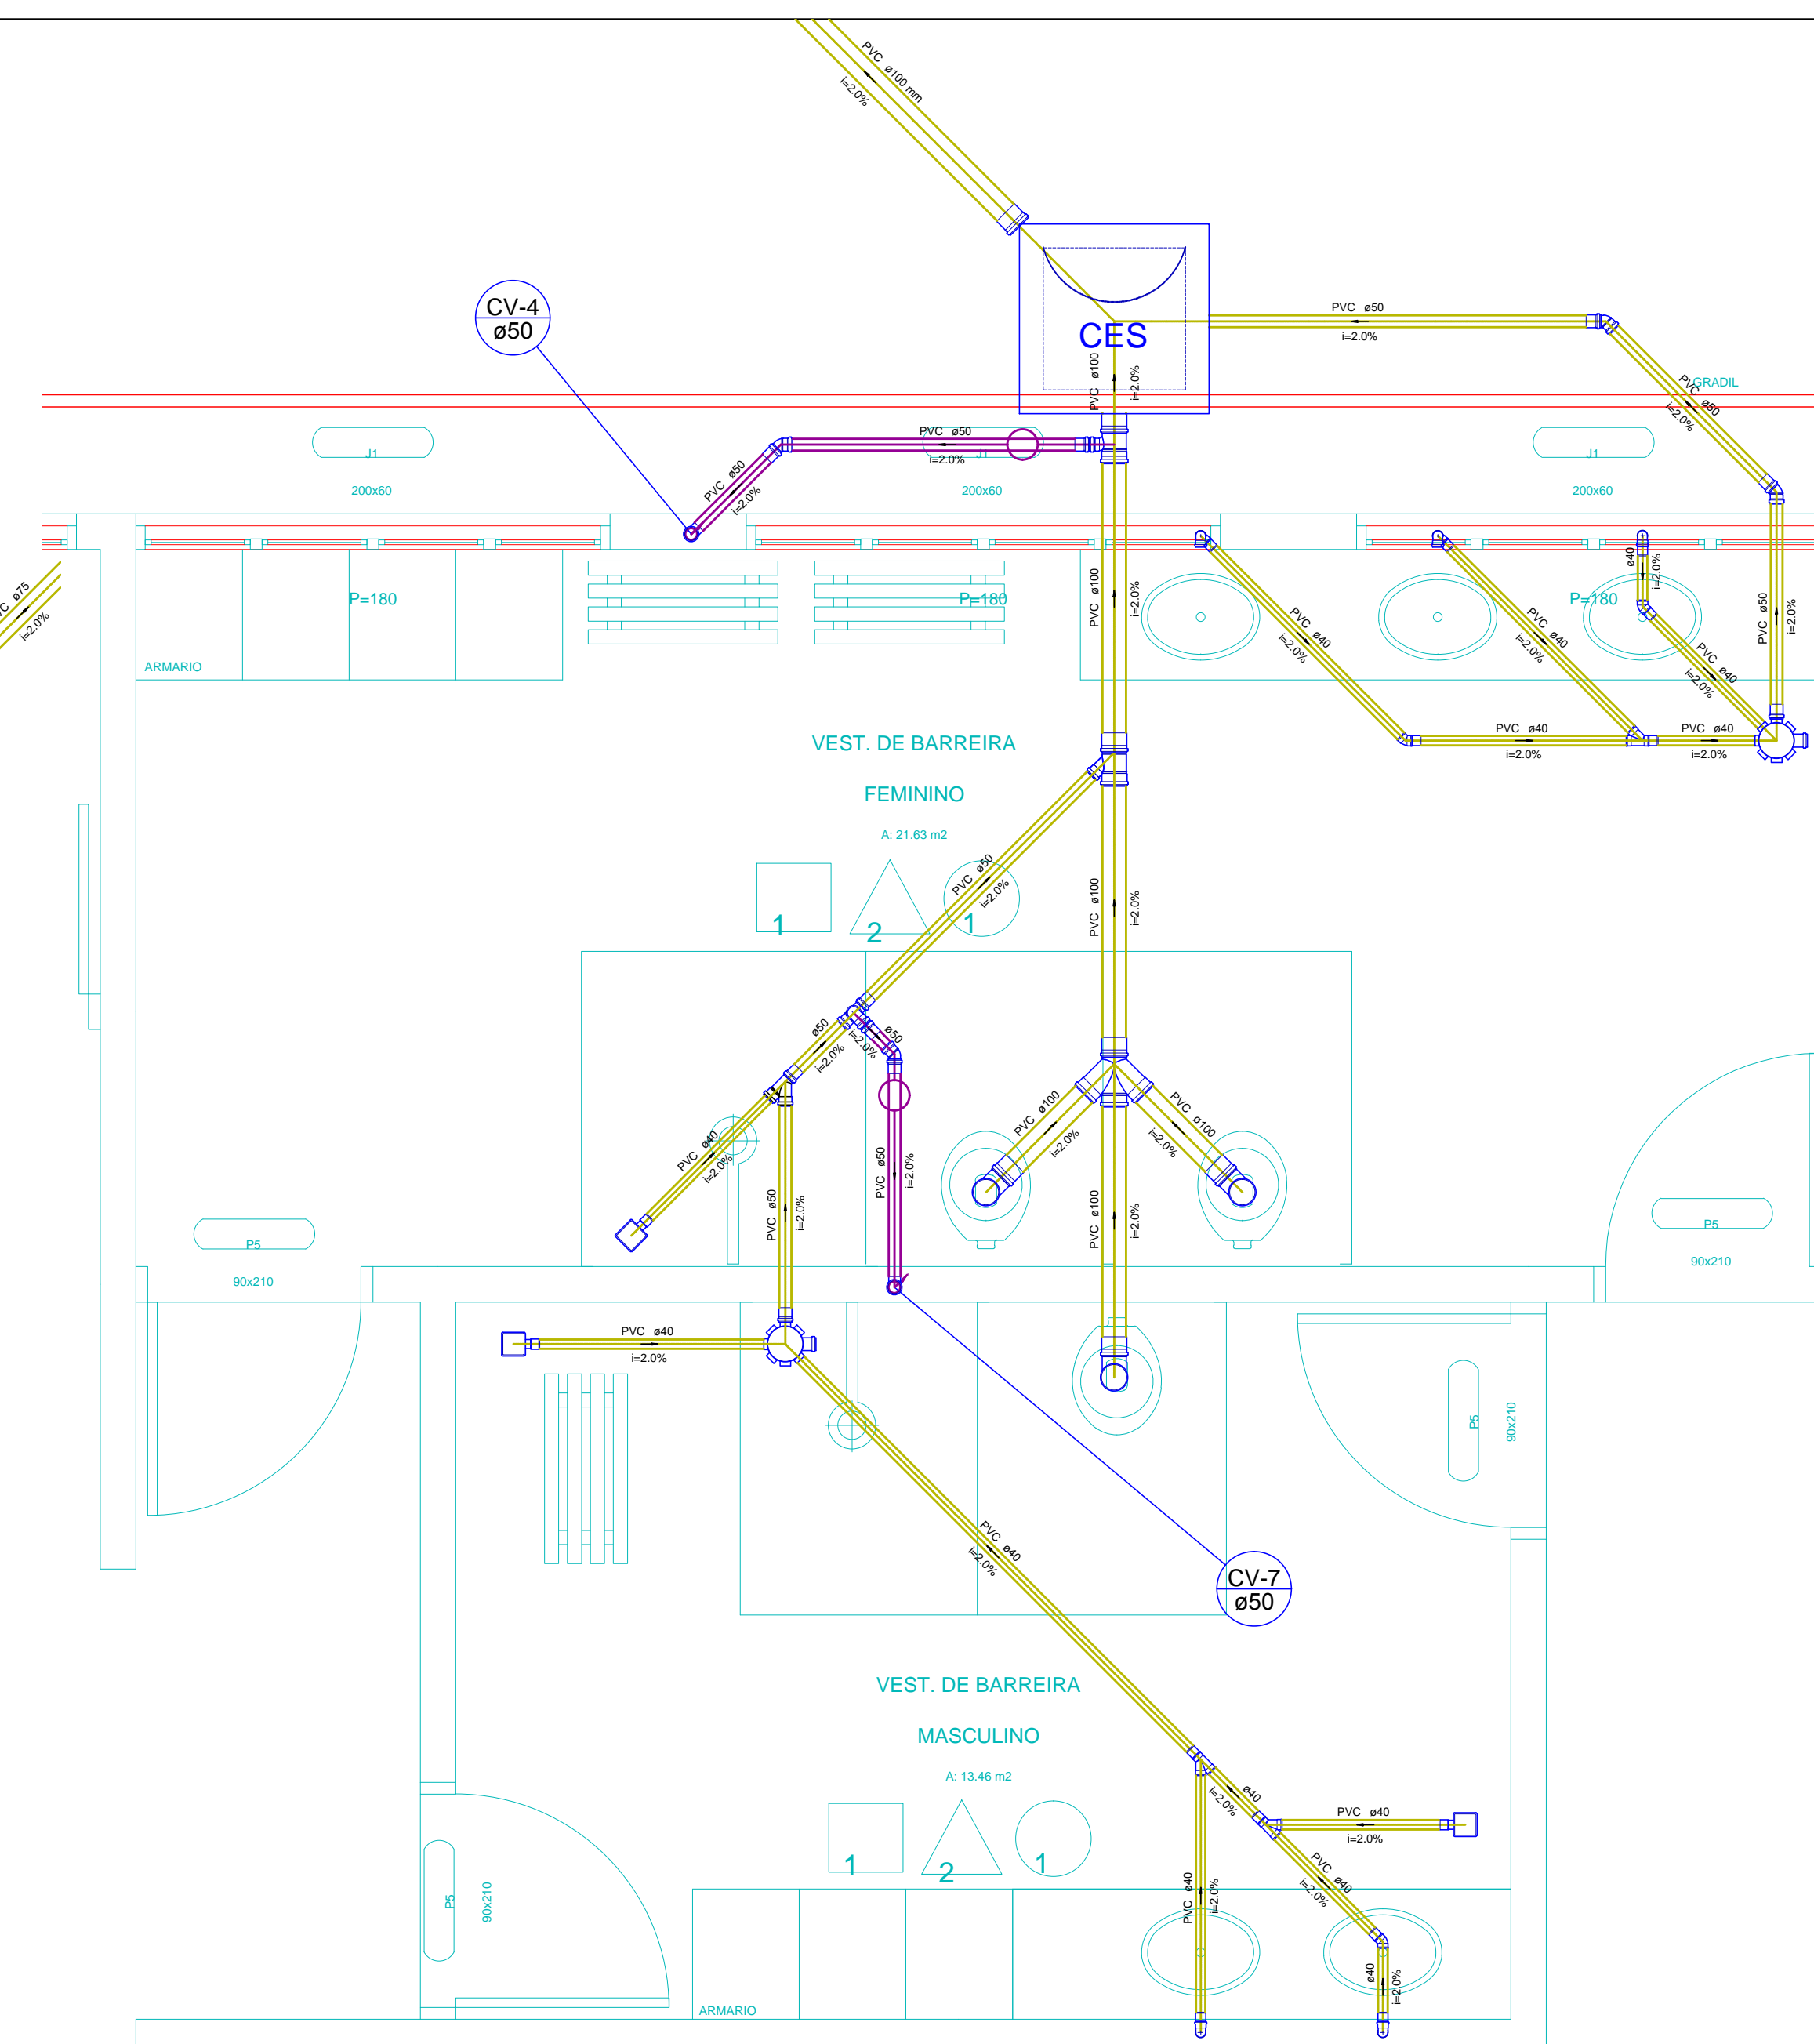 PVC ø100 mm
i=2.0%
CV-4
ø50
CES
PVC ø50
i=2.0%
GRADIL
PVC ø50
i=2.0%
PVC ø100
i=2.0%
PVC ø50
i=2.0%
J1
200x60
J1
200x60
J1
200x60
PVC ø50
i=2.0%
ø75
i=2.0%
P=180
P=180
P=180
ARMARIO
PVC ø100
i=2.0%
PVC ø40
i=2.0%
PVC ø40
i=2.0%
ø40
i=2.0%
PVC ø40
i=2.0%
PVC ø50
i=2.0%
PVC ø40
i=2.0%
PVC ø40
i=2.0%
VEST. DE BARREIRA
FEMININO
A: 21.63 m2
1
2
1
PVC ø50
i=2.0%
PVC ø100
i=2.0%
ø50
i=2.0%
ø50
i=2.0%
PVC ø40
i=2.0%
PVC ø50
i=2.0%
PVC ø50
i=2.0%
PVC ø100
i=2.0%
PVC ø100
i=2.0%
PVC ø100
i=2.0%
P5
90x210
P5
90x210
PVC ø40
i=2.0%
P5
90x210
PVC ø40
i=2.0%
CV-7
ø50
VEST. DE BARREIRA
MASCULINO
A: 13.46 m2
1
2
1
ø40
i=2.0%
PVC ø40
i=2.0%
PVC ø40
i=2.0%
PVC ø40
i=2.0%
ø40
i=2.0%
P5
90x210
ARMARIO